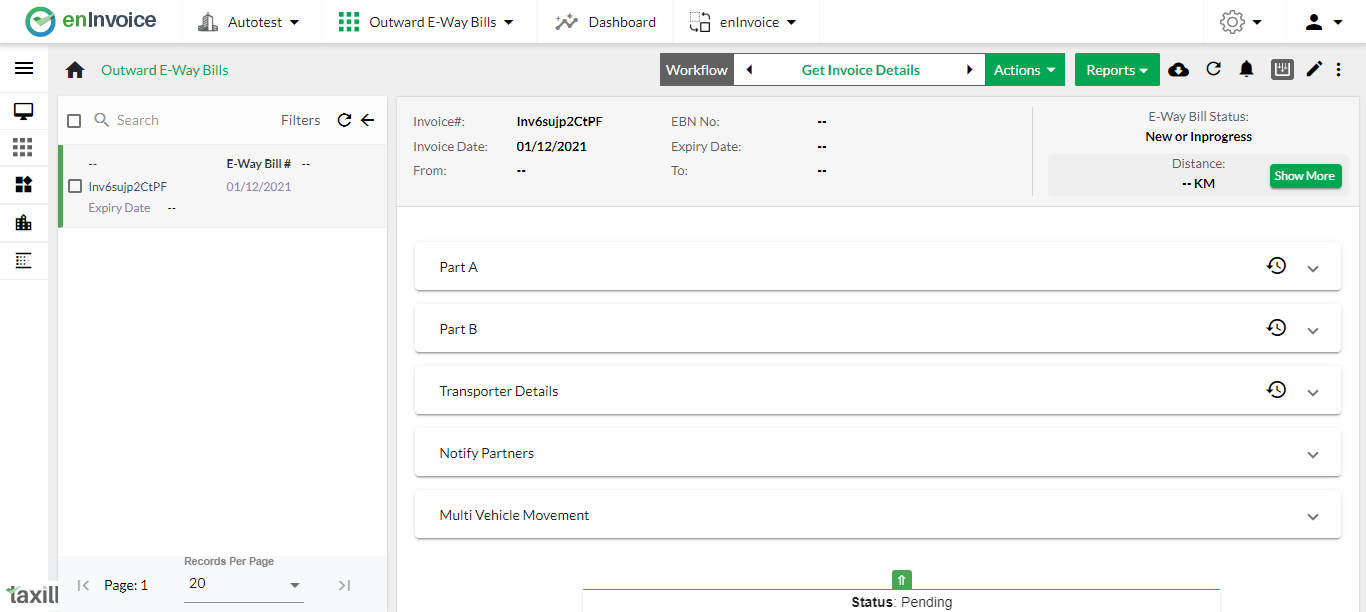 enInvoice
Autotest
Outward E-Way Bills
Dashboard
enInvoice
Outward E-Way Bills
Workflow
Get Invoice Details
Actions
Reports
Search
Filters
-- E-Way Bill # --
Inv6sujp2CtPF 01/12/2021
Expiry Date --
Invoice#: Inv6sujp2CtPF EBN No: --
Invoice Date: 01/12/2021 Expiry Date: --
From: -- To: --
E-Way Bill Status:
New or Inprogress
Distance:
-- KM
Show More
Part A
Part B
Transporter Details
Notify Partners
Multi Vehicle Movement
Records Per Page
Page: 1 20
taxill
Status: Pending